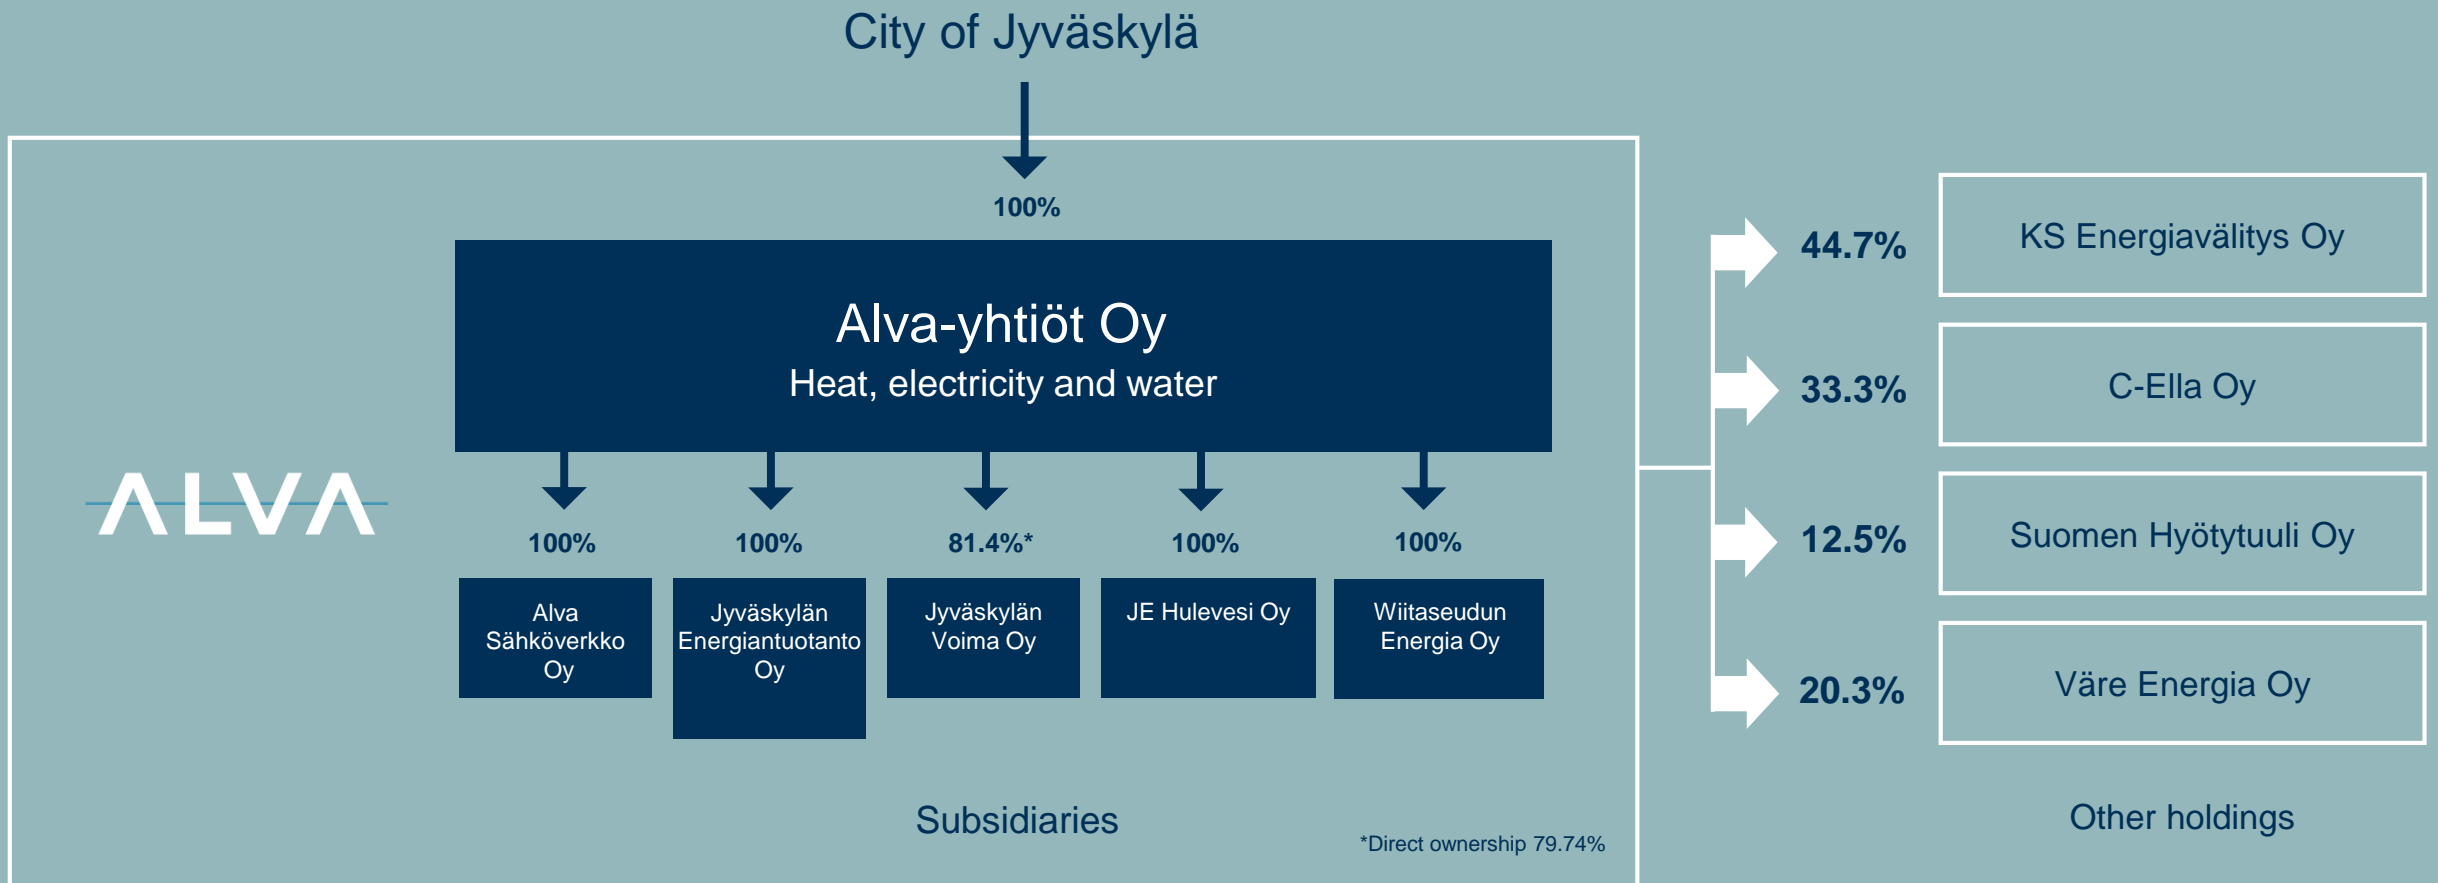 City of Jyväskylä
100%
Alva-yhtiöt Oy
Heat, electricity and water
ALVA
100%
100%
81.4%*
100%
100%
Alva
Sähköverkko
Oy
Jyväskylän
Energiantuotanto
Oy
Jyväskylän
Voima Oy
JE Hulevesi Oy
Wiitaseudun
Energia Oy
Subsidiaries
*Direct ownership 79.74%
44.7%
KS Energiavälitys Oy
33.3%
C-Ella Oy
12.5%
Suomen Hyötytuuli Oy
20.3%
Väre Energia Oy
Other holdings